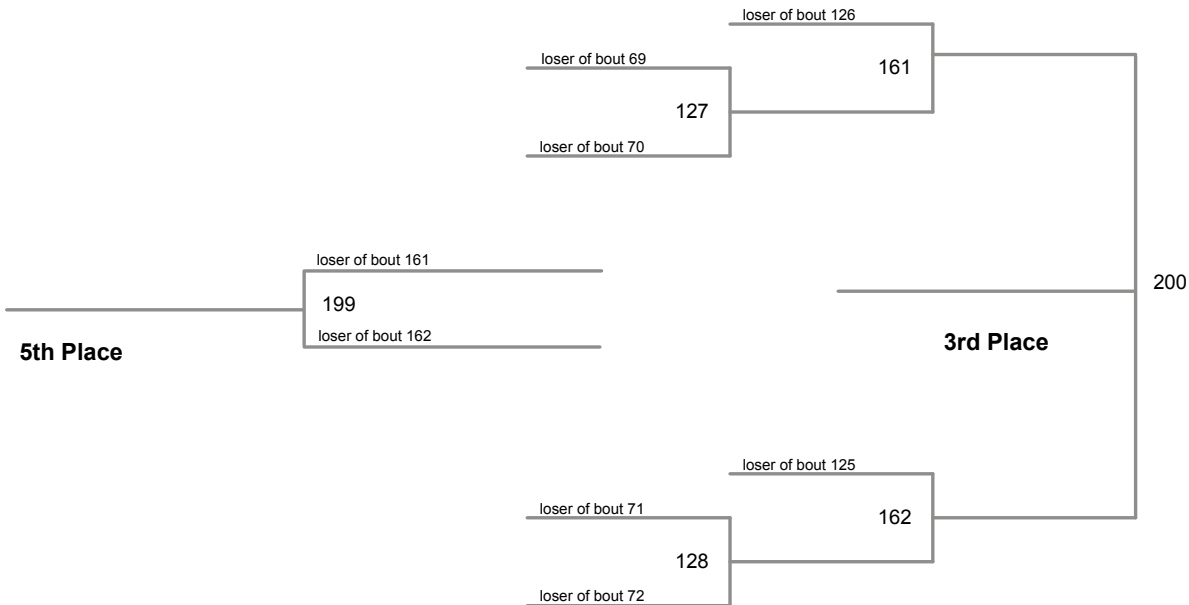 loser of bout 126
loser of bout 69
161
127
loser of bout 70
loser of bout 161
200
199
loser of bout 162
5th Place
3rd Place
loser of bout 125
loser of bout 71
162
128
loser of bout 72